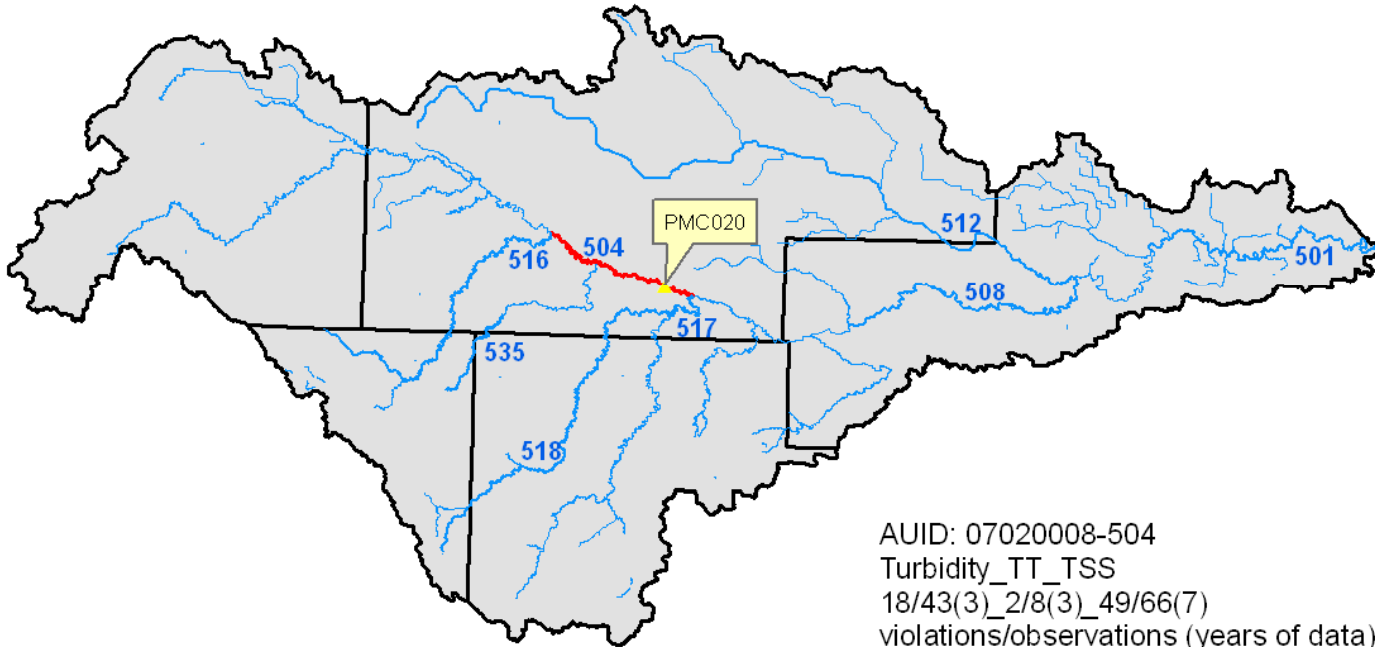 PMC020
512
504
501
516
508
517
535
518
AUID: 07020008-504
Turbidity_TT_TSS
18/43(3)_2/8(3)_49/66(7)
violations/observations (years of data)